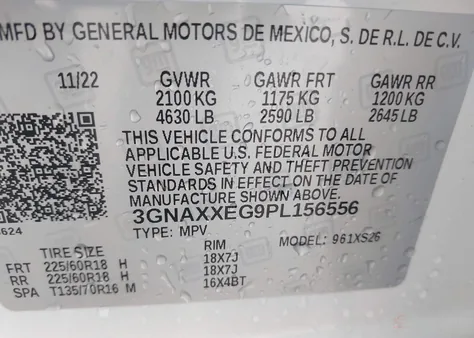 MFD BY GENERAL MOTORS DE MEXICO, S. DE R.L. DE C.V.
11/22 GVWR GAWR FRT GAWR RR
2100 KG 1175 KG 1200 KG
4630 LB 2590 LB 2645 LB
THIS VEHICLE CONFORMS TO ALL
APPLICABLE U.S. FEDERAL MOTOR
VEHICLE SAFETY AND THEFT PREVENTION
STANDARDS IN EFFECT ON THE DATE OF
MANUFACTURE SHOWN ABOVE.
3GNAXXEG9PL156556
TYPE: MPV MODEL: 961XS26
624
TIRE SIZE RIM
FRT 225/60R18 H 18X7J
RR 225/60R18 H 18X7J
SPA T135/70R16 M 16X4BT